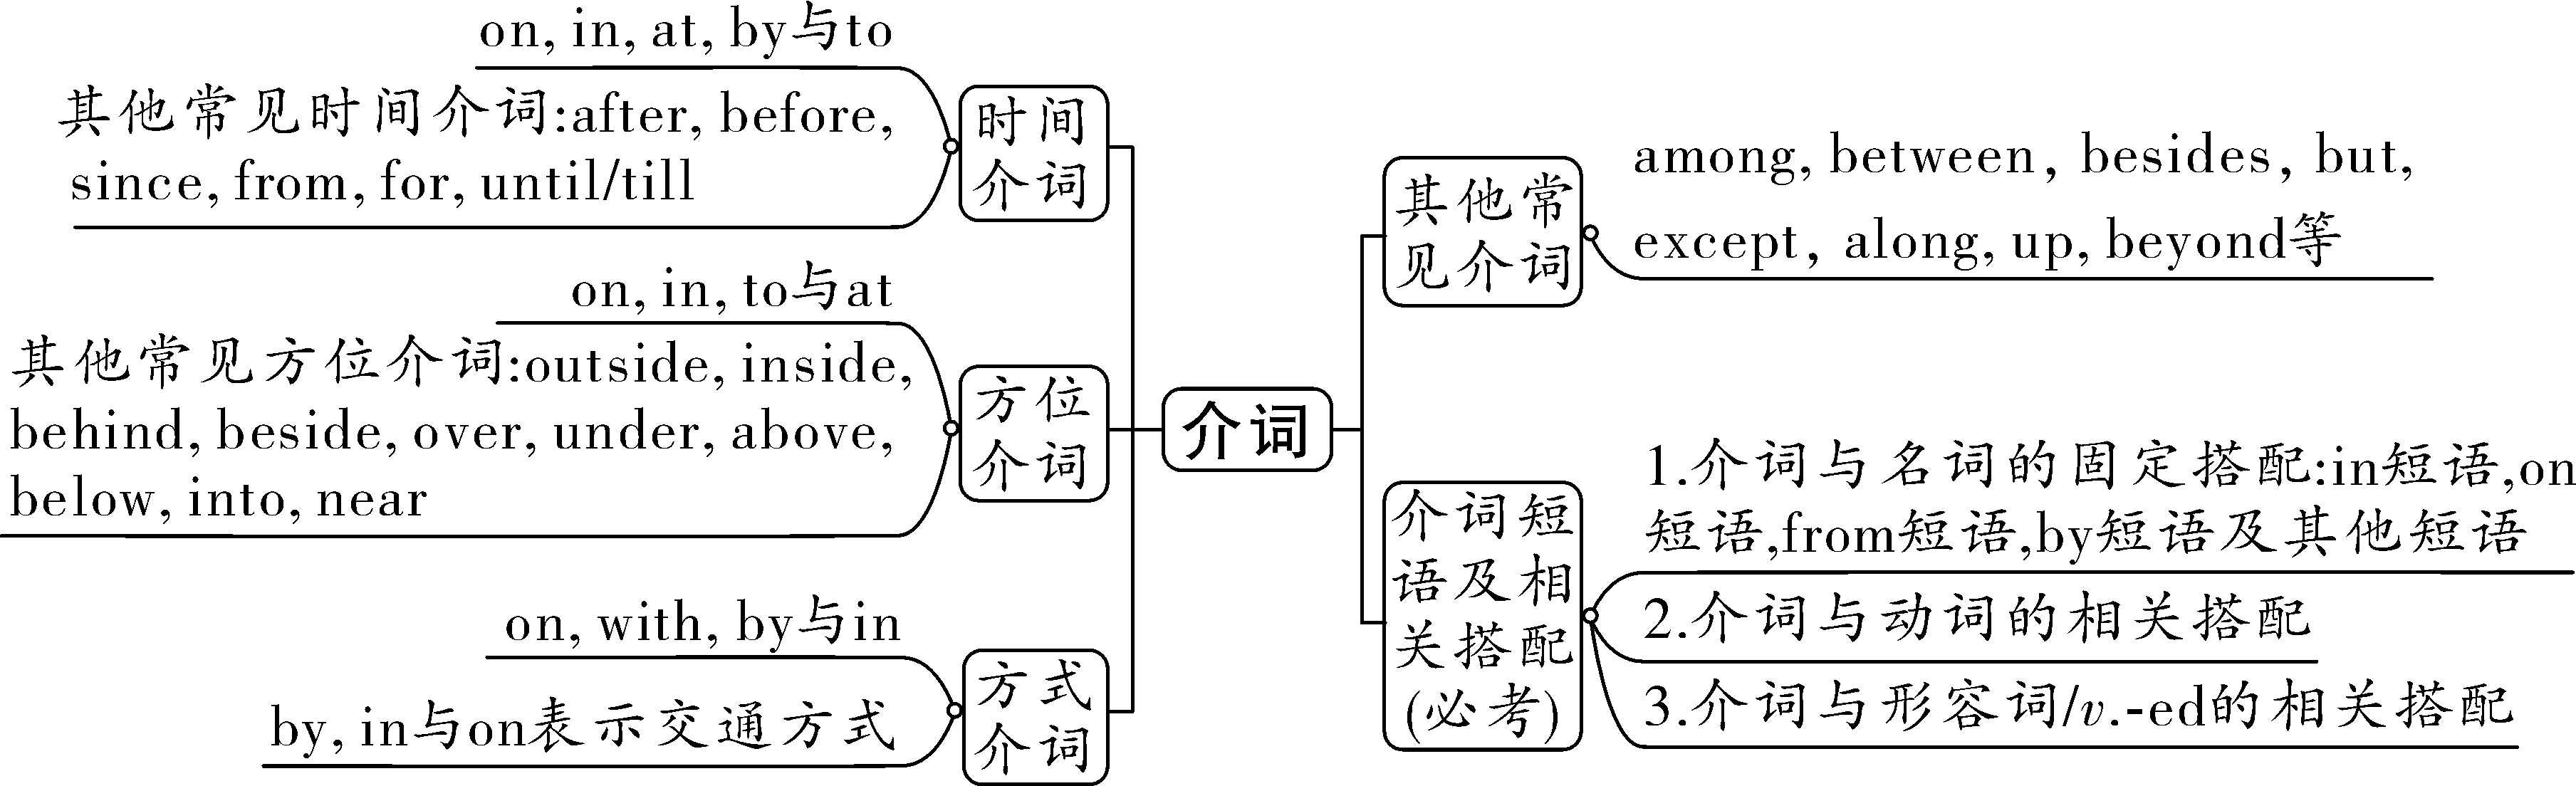 on, in, at, by与to
其他常见时间介词:after, before,
since, from, for, until/till
时间
介词
on, in, to与at
其他常见方位介词:outside, inside,
behind, beside, over, under, above,
below, into, near
方位
介词
on, with, by与in
by, in与on表示交通方式
方式
介词
介词
其他常
见介词
among, between, besides, but,
except, along, up, beyond等
介词短
语及相
关搭配
(必考)
1.介词与名词的固定搭配:in短语,on
短语,from短语,by短语及其他短语
2.介词与动词的相关搭配
3.介词与形容词/v.-ed的相关搭配